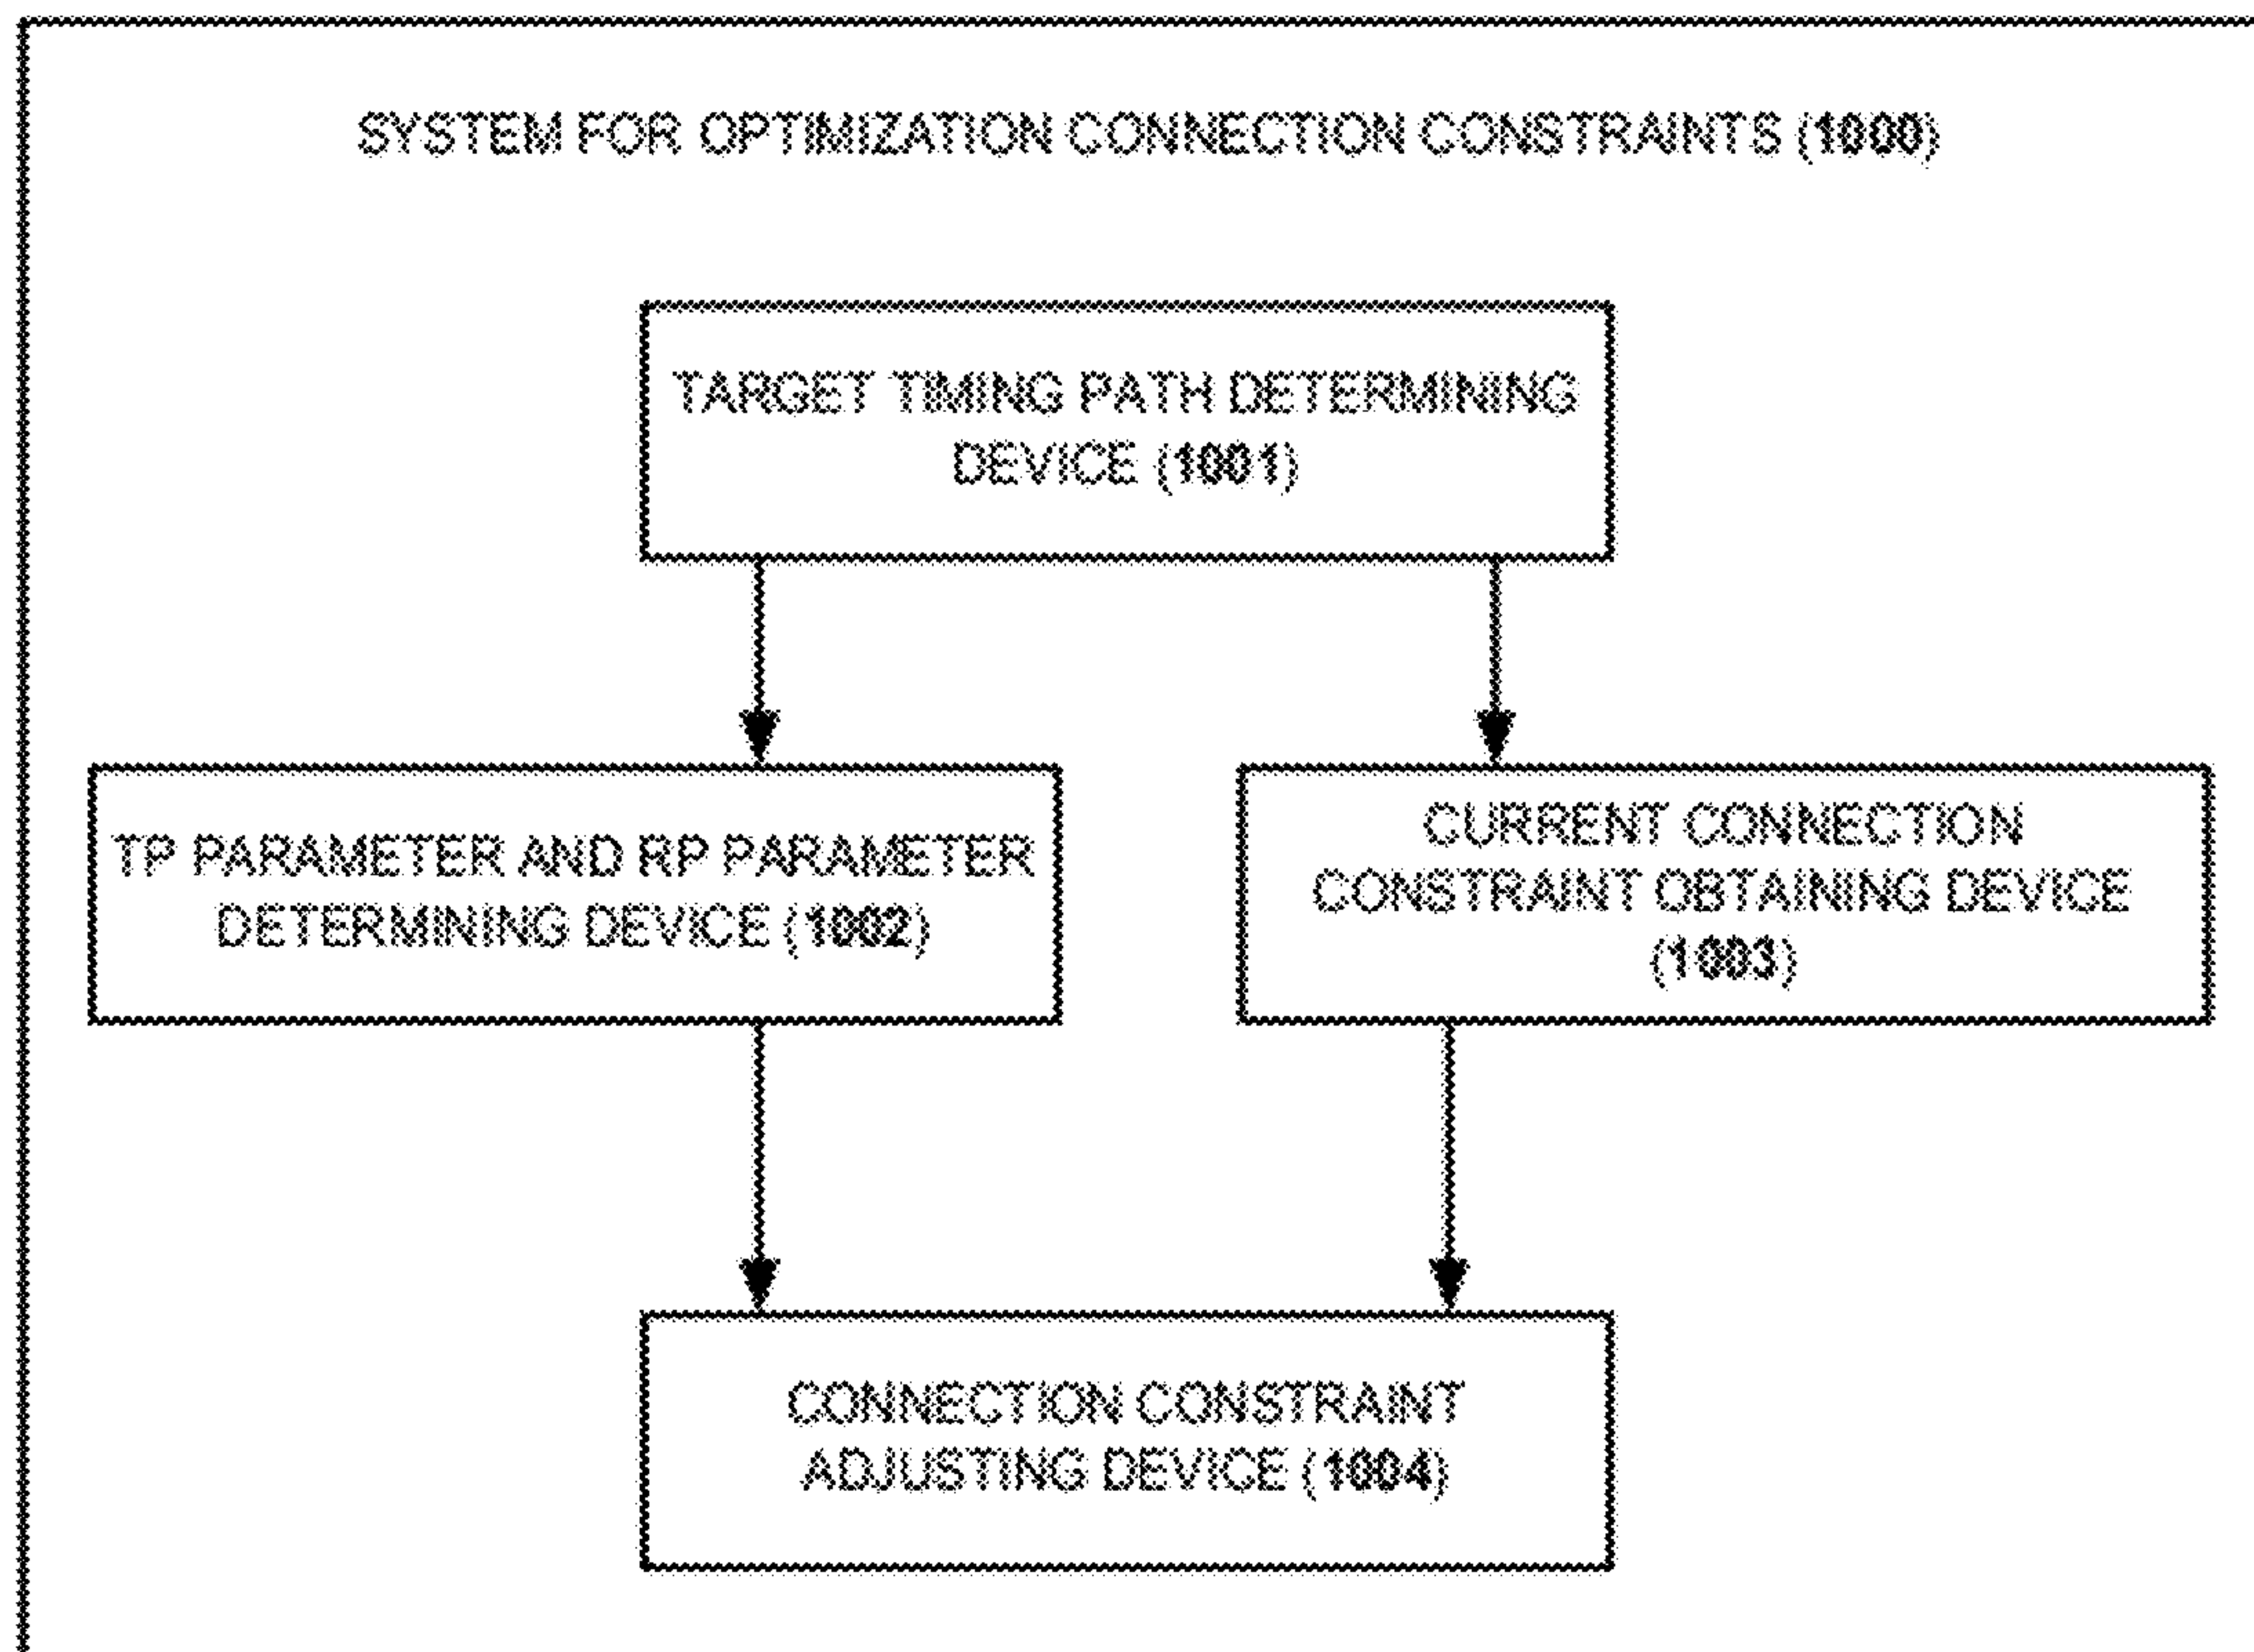 SYSTEM FOR OPTIMIZATION CONNECTION CONSTRAINTS (1000)
TARGET TIMING PATH DETERMINING
DEVICE (1001)
TP PARAMETER AND RP PARAMETER
DETERMINING DEVICE (1002)
CURRENT CONNECTION
CONSTRAINT OBTAINING DEVICE
(1003)
CONNECTION CONSTRAINT
ADJUSTING DEVICE (1004)